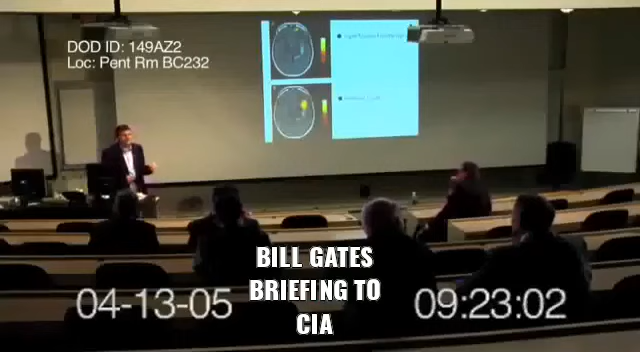 DOD ID: 149AZ2
Loc: Pent Rm BC232
BILL GATES
BRIEFING TO
CIA
04-13-05
09:23:02